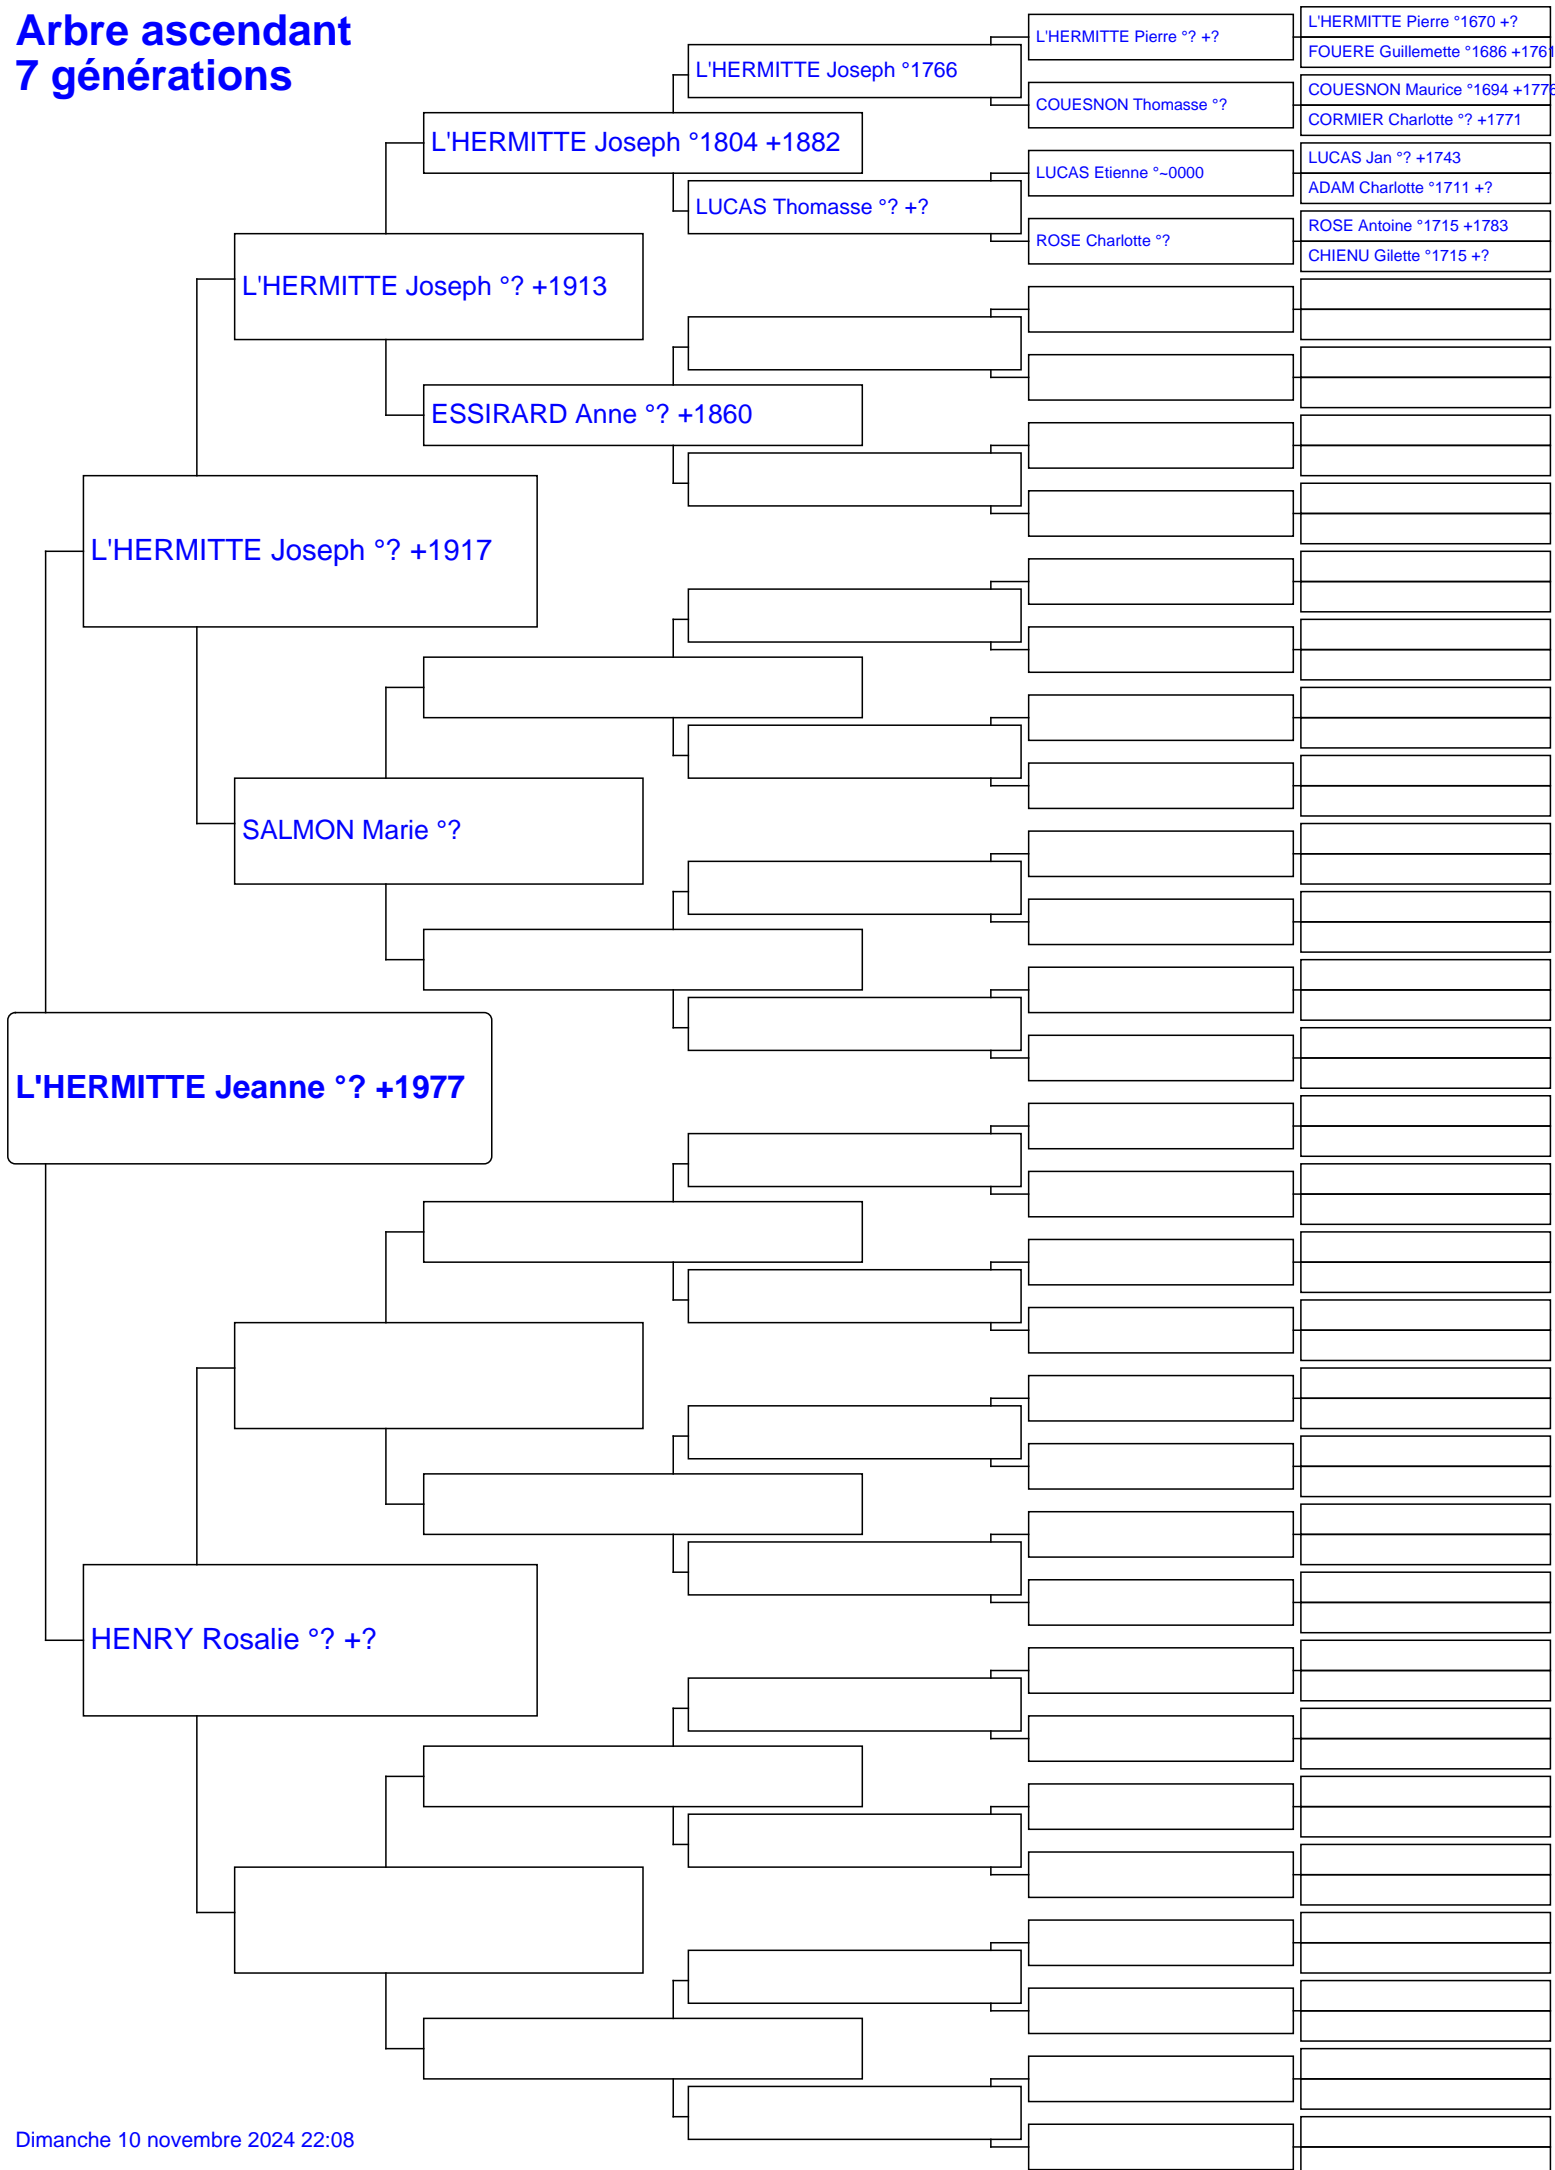 Arbre ascendant
7 générations
L'HERMITTE Pierre °1670 +?
L'HERMITTE Pierre °? +?
FOUERE Guillemette °1686 +1761
L'HERMITTE Joseph °1766
COUESNON Maurice °1694 +1776
COUESNON Thomasse °?
CORMIER Charlotte °? +1771
L'HERMITTE Joseph °1804 +1882
LUCAS Jan °? +1743
LUCAS Etienne °~0000
ADAM Charlotte °1711 +?
LUCAS Thomasse °? +?
ROSE Antoine °1715 +1783
ROSE Charlotte °?
CHIENU Gilette °1715 +?
L'HERMITTE Joseph °? +1913
ESSIRARD Anne °? +1860
L'HERMITTE Joseph °? +1917
SALMON Marie °?
L'HERMITTE Jeanne °? +1977
HENRY Rosalie °? +?
Dimanche 10 novembre 2024 22:08